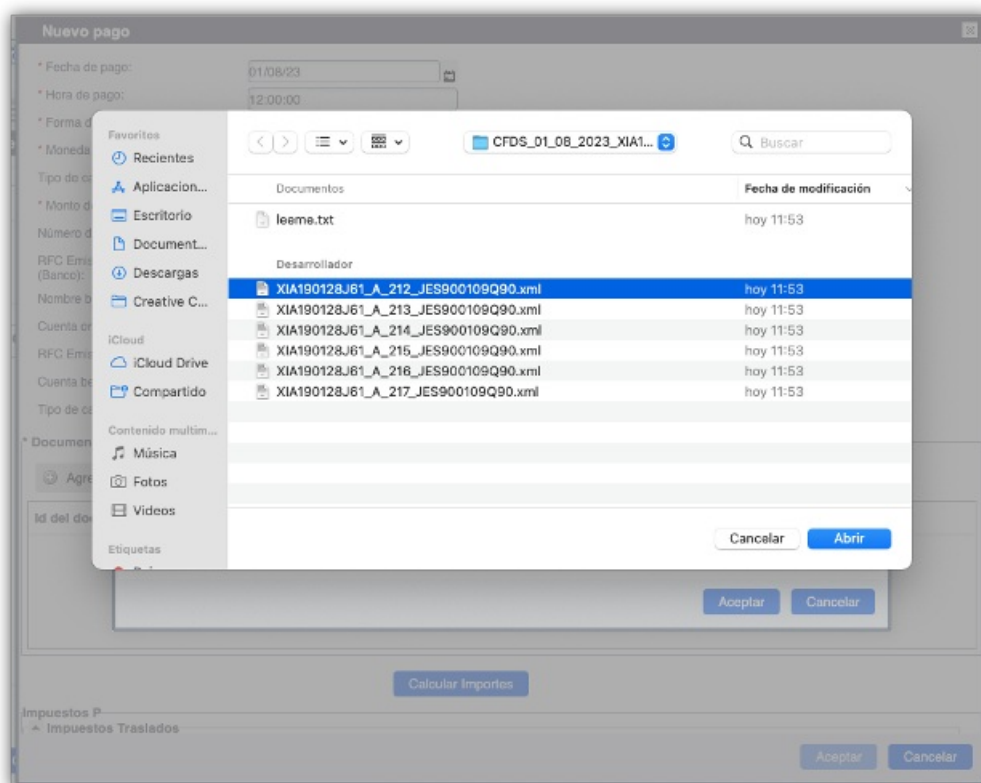 Nuevo pago
* Fecha de pago:
01/08/23
* Hora de pago:
12:00:00
* Forma d
* Moneda
Tipo de ca
* Monto d
Número d
RFC Emis
(Banco):
Nombre b
Cuenta or
RFC Emis
Cuenta be
Tipo de ca
* Documen
Agre
Id del do
Favoritos
Recientes
Aplicacion...
Escritorio
Document...
Descargas
Creative C...
iCloud
iCloud Drive
Compartido
Contenido multim...
Música
Fotos
Videos
Etiquetas
CFDS_01_08_2023_XIA1...
Buscar
Documentos Fecha de modificación
leeme.txt hoy 11:53
Desarrollador
XIA190128J61_A_212_JES900109Q90.xml hoy 11:53
XIA190128J61_A_213_JES900109Q90.xml hoy 11:53
XIA190128J61_A_214_JES900109Q90.xml hoy 11:53
XIA190128J61_A_215_JES900109Q90.xml hoy 11:53
XIA190128J61_A_216_JES900109Q90.xml hoy 11:53
XIA190128J61_A_217_JES900109Q90.xml hoy 11:53
Cancelar Abrir
Aceptar Cancelar
Calcular Importes
Impuestos P
Impuestos Traslados
Aceptar Cancelar